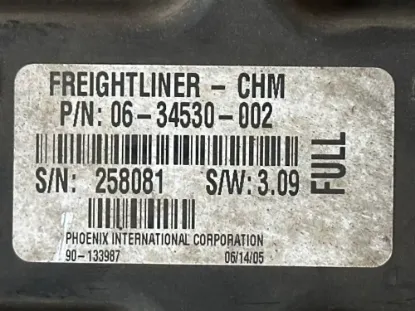 FREIGHTLINER - CHM
P/N: 06-34530-002
S/N: 258081 S/W: 3.09
FULL
PHOENIX INTERNATIONAL CORPORATION
90-133987 06/14/05